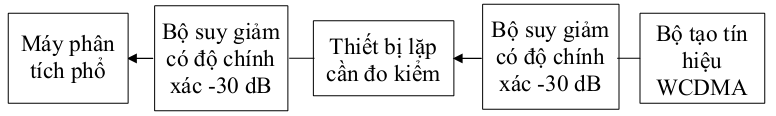 Máy phân
tích phổ
Bộ suy giảm
có độ chính
xác -30 dB
Thiết bị lặp
cần đo kiểm
Bộ suy giảm
có độ chính
xác -30 dB
Bộ tạo tín
hiệu
WCDMA